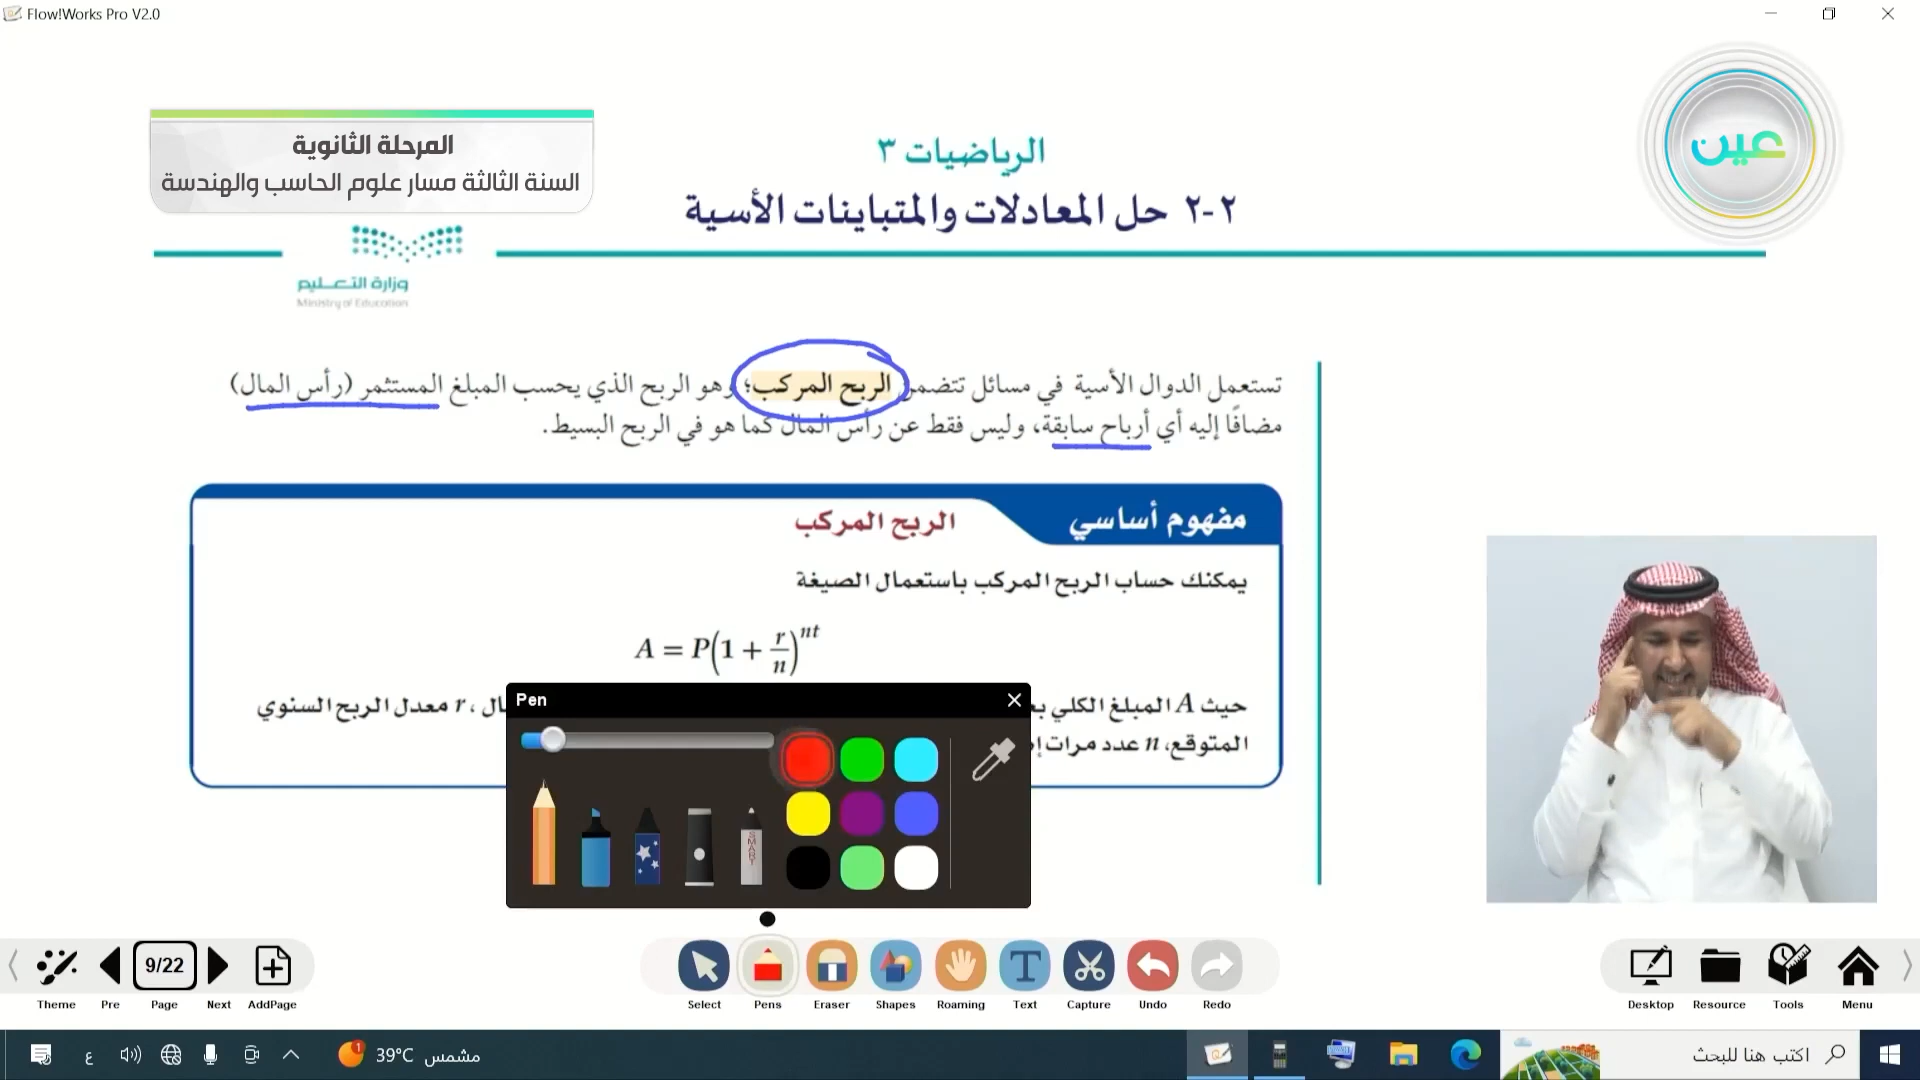 Flow!Works Pro V2.0
المرحلة الثانوية
السنة الثالثة مسار علوم الحاسب والهندسة
الرياضيات ٣
٢-٢ حل المعادلات والمتباينات الأسية
عين
وزارة التعليم
Ministry of Education
تستعمل الدوال الأسية في مسائل تتضمن الربح المركب؛ وهو الربح الذي يحسب المبلغ المستثمر (رأس المال)
مضافًا إليه أي أرباح سابقة، وليس فقط عن رأس المال كما هو في الربح البسيط.
مفهوم أساسي
الربح المركب
يمكنك حساب الربح المركب باستعمال الصيغة
A = P(1 + r/n)^nt
حيث A المبلغ الكلي ، r معدل الربح السنوي
المتوقع، n عدد مرات
Pen
SMART
9/22
Theme
Pre
Page
Next
AddPage
Select
Pens
Eraser
Shapes
Roaming
Text
Capture
Undo
Redo
Desktop
Resource
Tools
Menu
ع
1
39°C مشمس
اكتب هنا للبحث